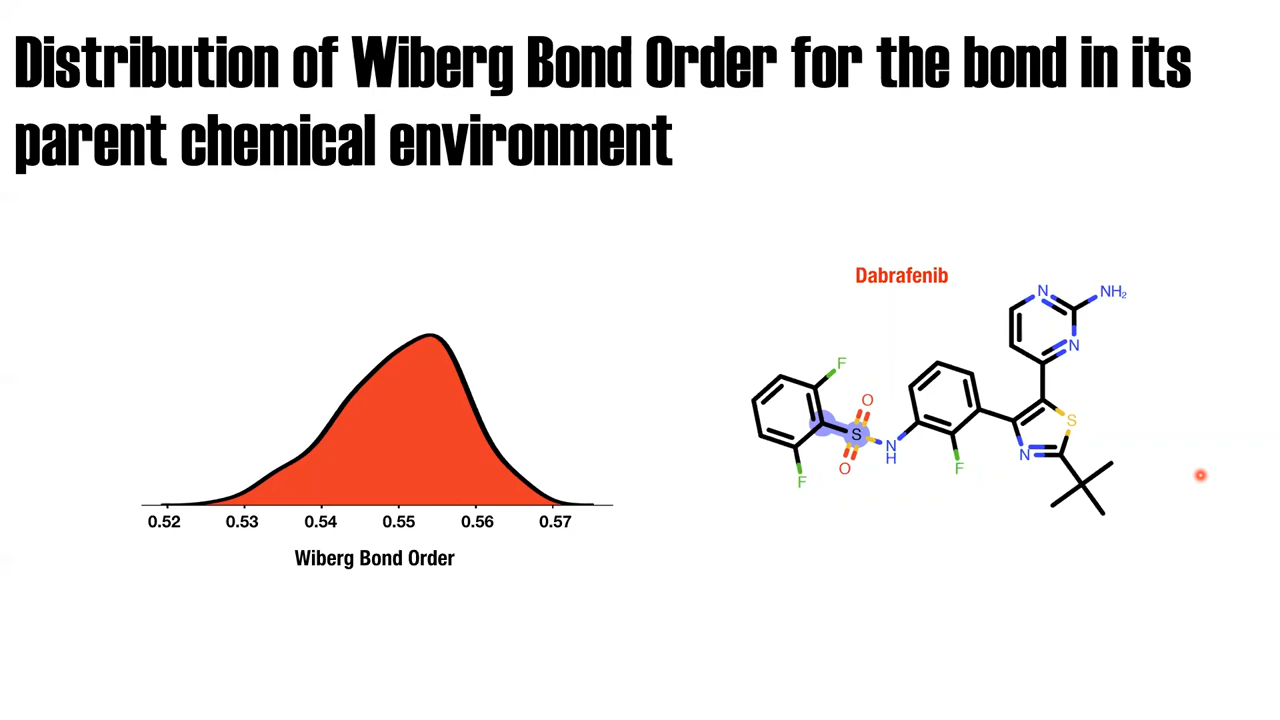 Distribution of Wiberg Bond Order for the bond in its
parent chemical environment
Dabrafenib
N
NH₂
N
F
O
S
S
N
H
O
F
F
N
0.52 0.53 0.54 0.55 0.56 0.57
Wiberg Bond Order